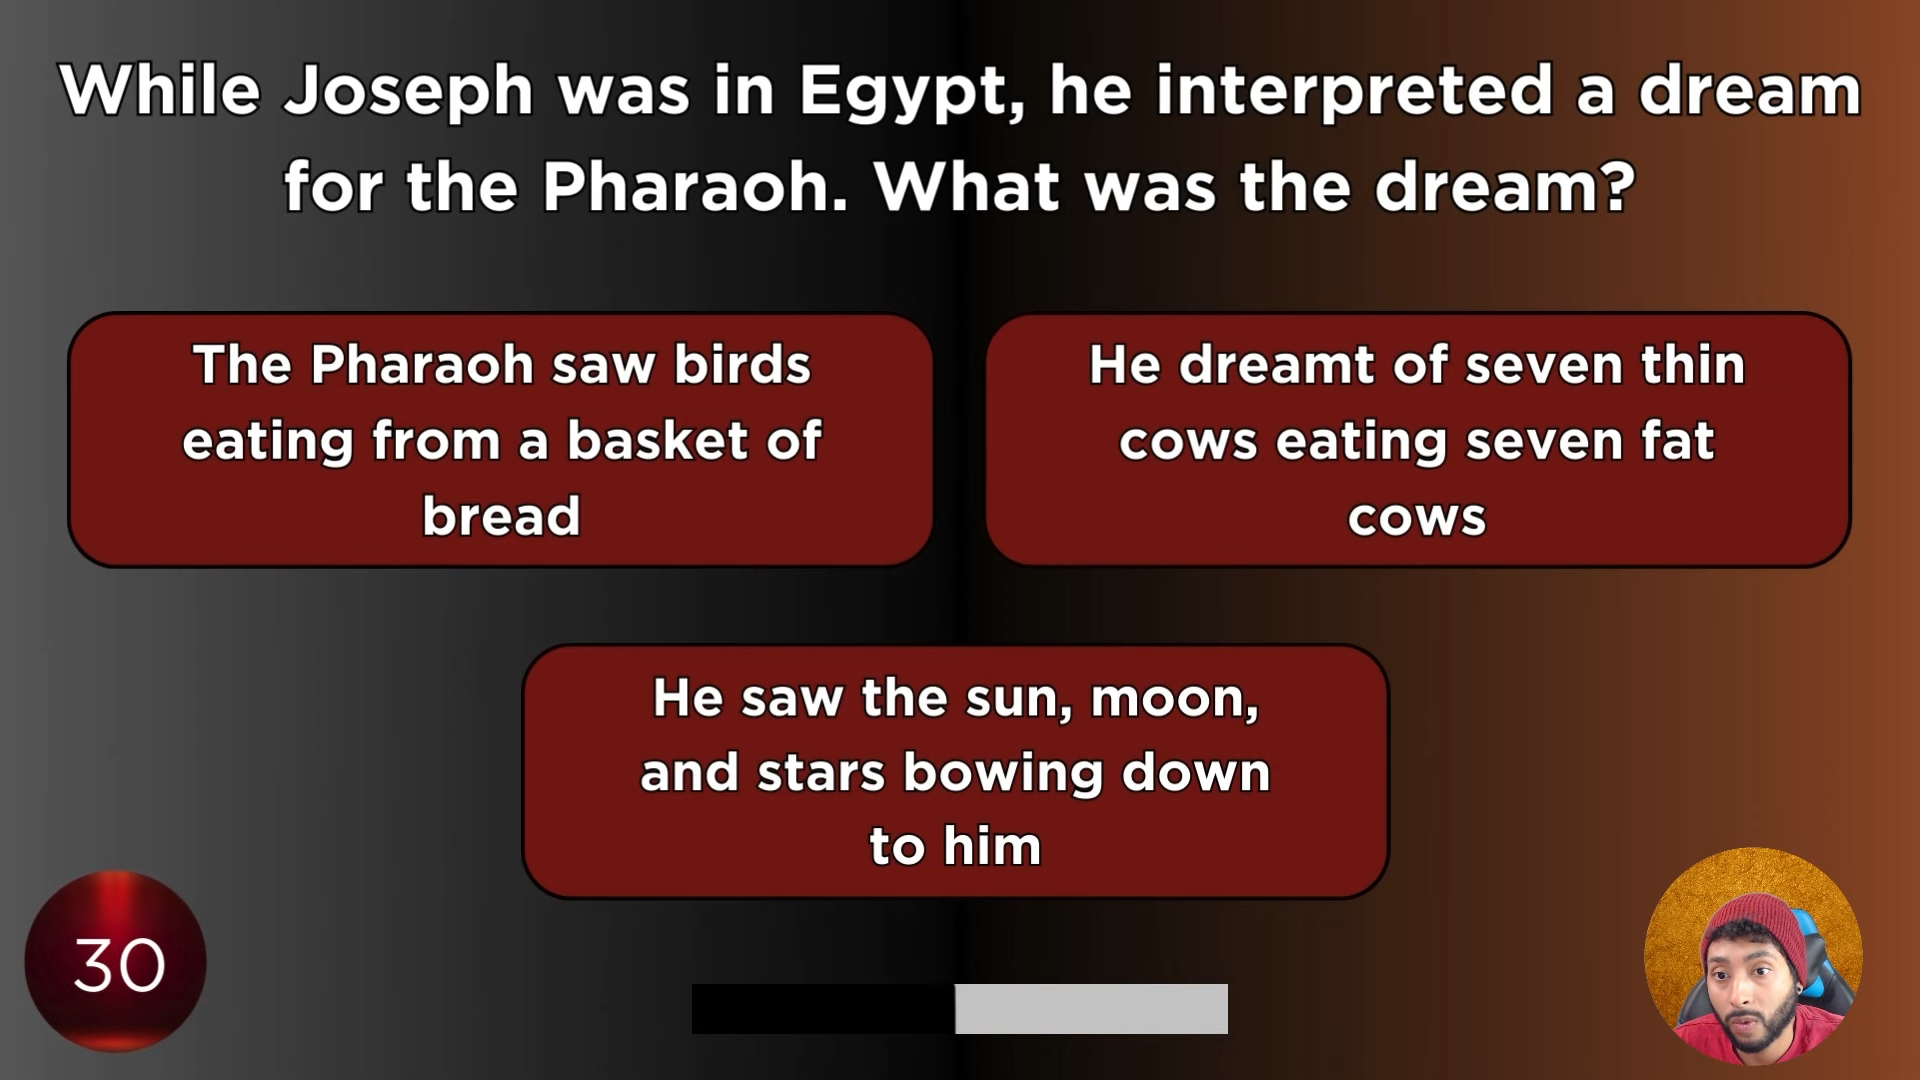 While Joseph was in Egypt, he interpreted a dream
for the Pharaoh. What was the dream?
The Pharaoh saw birds
eating from a basket of
bread
He dreamt of seven thin
cows eating seven fat
cows
He saw the sun, moon,
and stars bowing down
to him
30